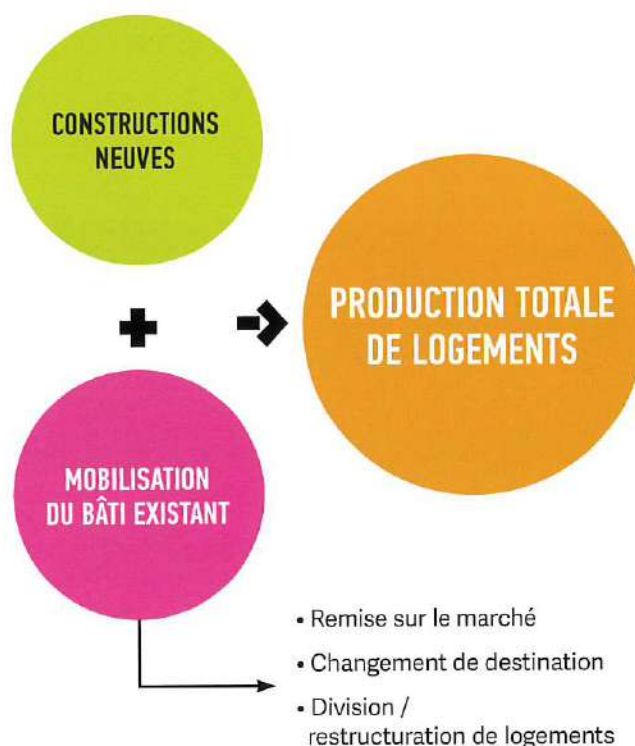 CONSTRUCTIONS
NEUVES
PRODUCTION TOTALE
DE LOGEMENTS
MOBILISATION
DU BÂTI EXISTANT
• Remise sur le marché
• Changement de destination
• Division /
restructuration de logements